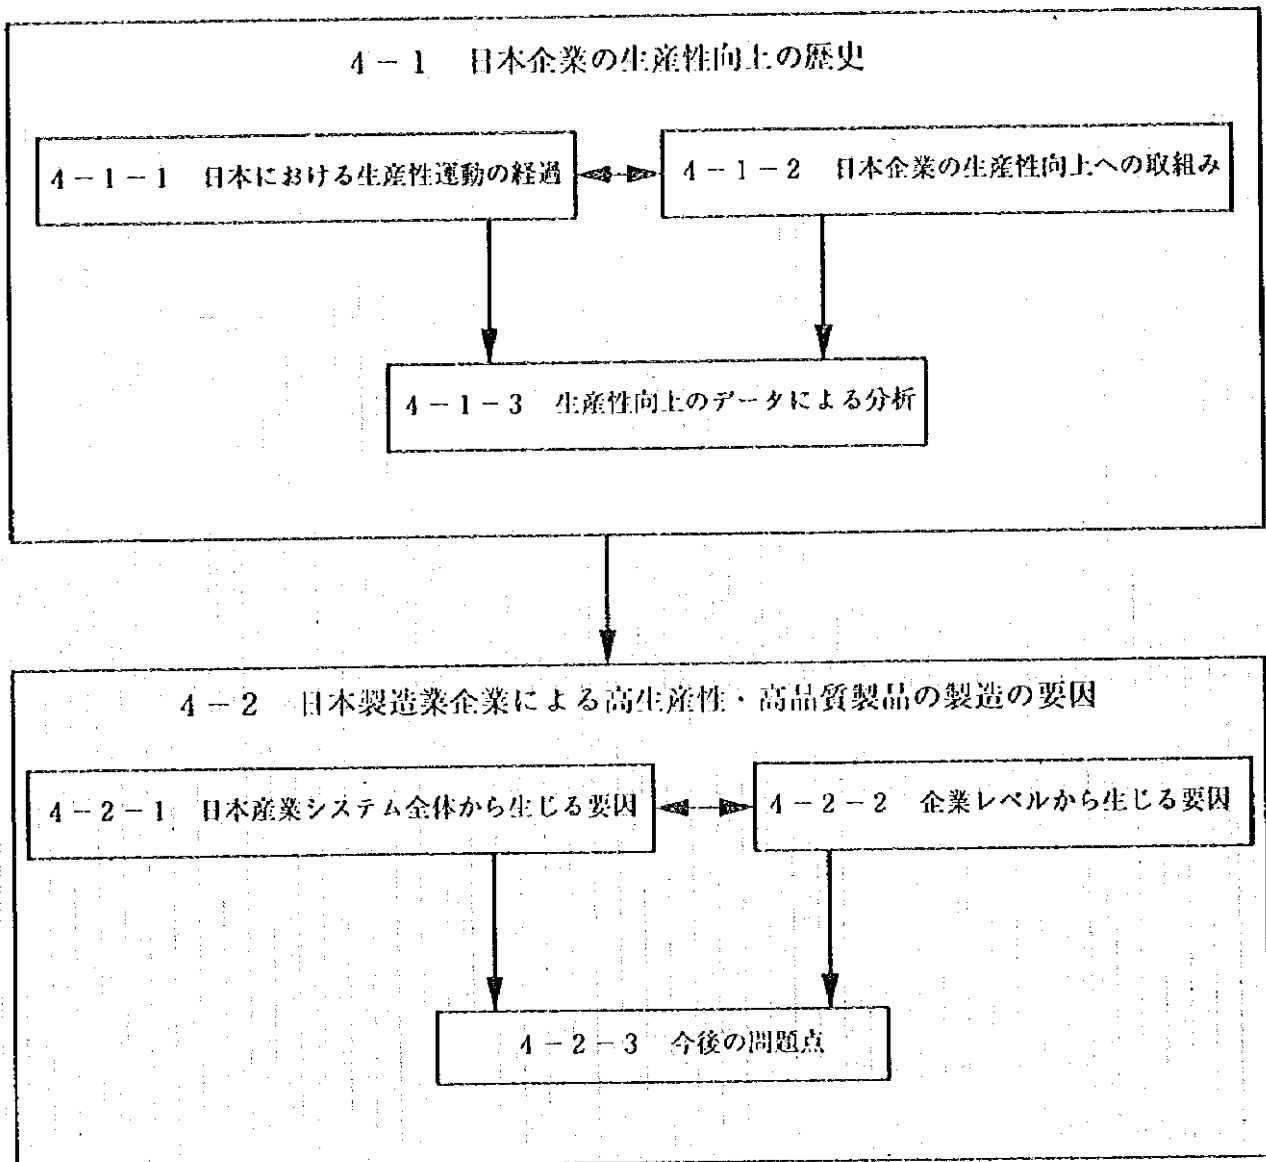 4－1　日本企業の生産性向上の歴史
4－1－1　日本における生産性運動の経過
4－1－2　日本企業の生産性向上への取組み
4－1－3　生産性向上のデータによる分析
4－2　日本製造業企業による高生産性・高品質製品の製造の要因
4－2－1　日本産業システム全体から生じる要因
4－2－2　企業レベルから生じる要因
4－2－3　今後の問題点